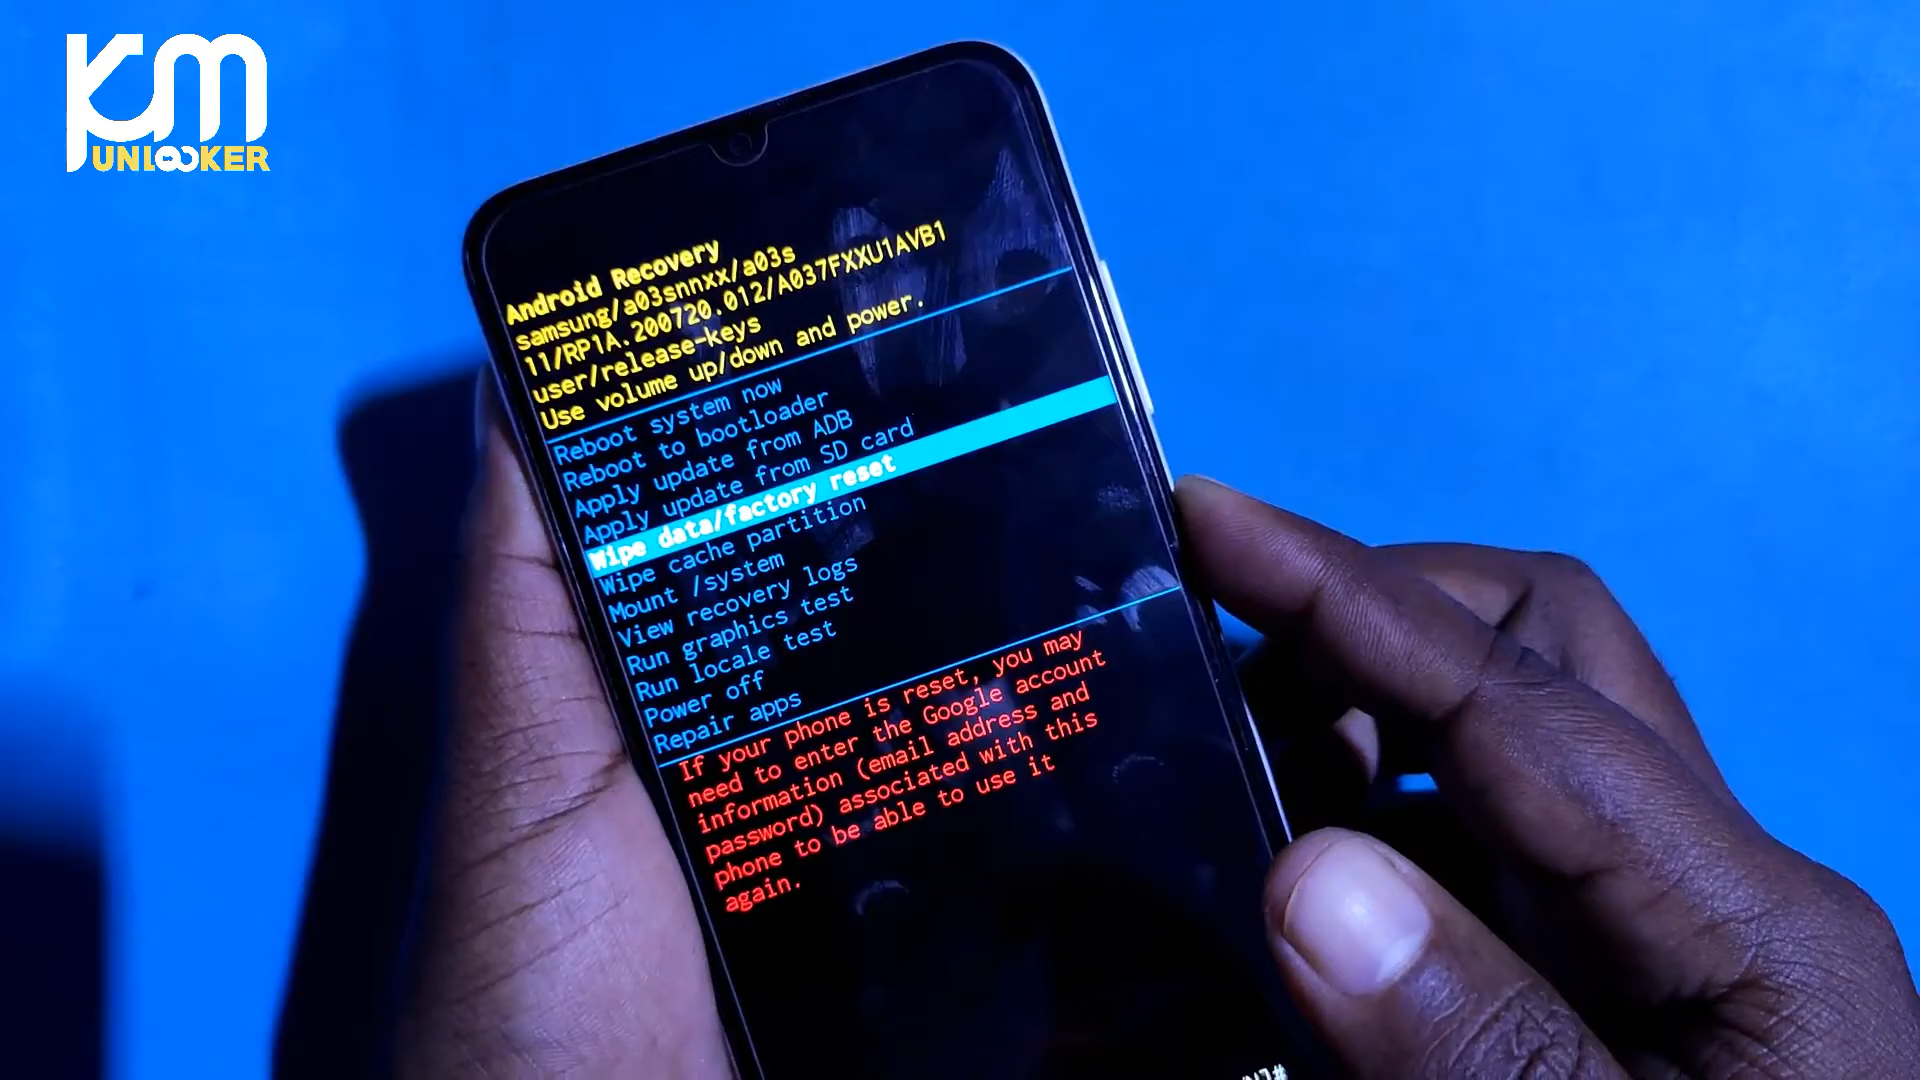 KM
UNLOCKER
Android Recovery
samsung/a03snnxx/a03s
11/RP1A.200720.012/A037FXXU1AVB1
user/release-keys
Use volume up/down and power.
Reboot system now
Reboot to bootloader
Apply update from ADB
Apply update from SD card
Wipe data/factory reset
Wipe cache partition
Mount /system
View recovery logs
Run graphics test
Run locale test
Power off
Repair apps
If your phone is reset, you may
need to enter the Google account
information (email address and
password) associated with this
phone to be able to use it
again.